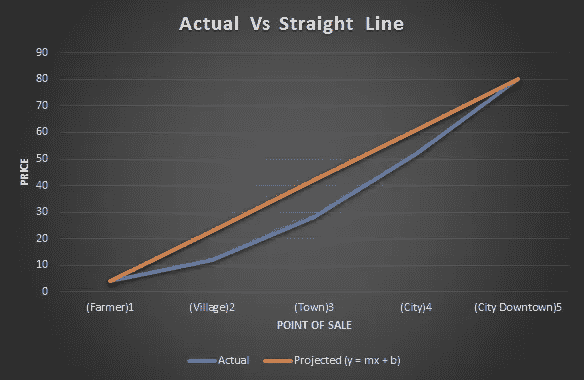 Actual Vs Straight Line
90
80
70
60
50
40
30
20
10
0
PRICE
(Farmer)1 (Village)2 (Town)3 (City)4 (City Downtown)5
POINT OF SALE
Actual Projected (y = mx + b)